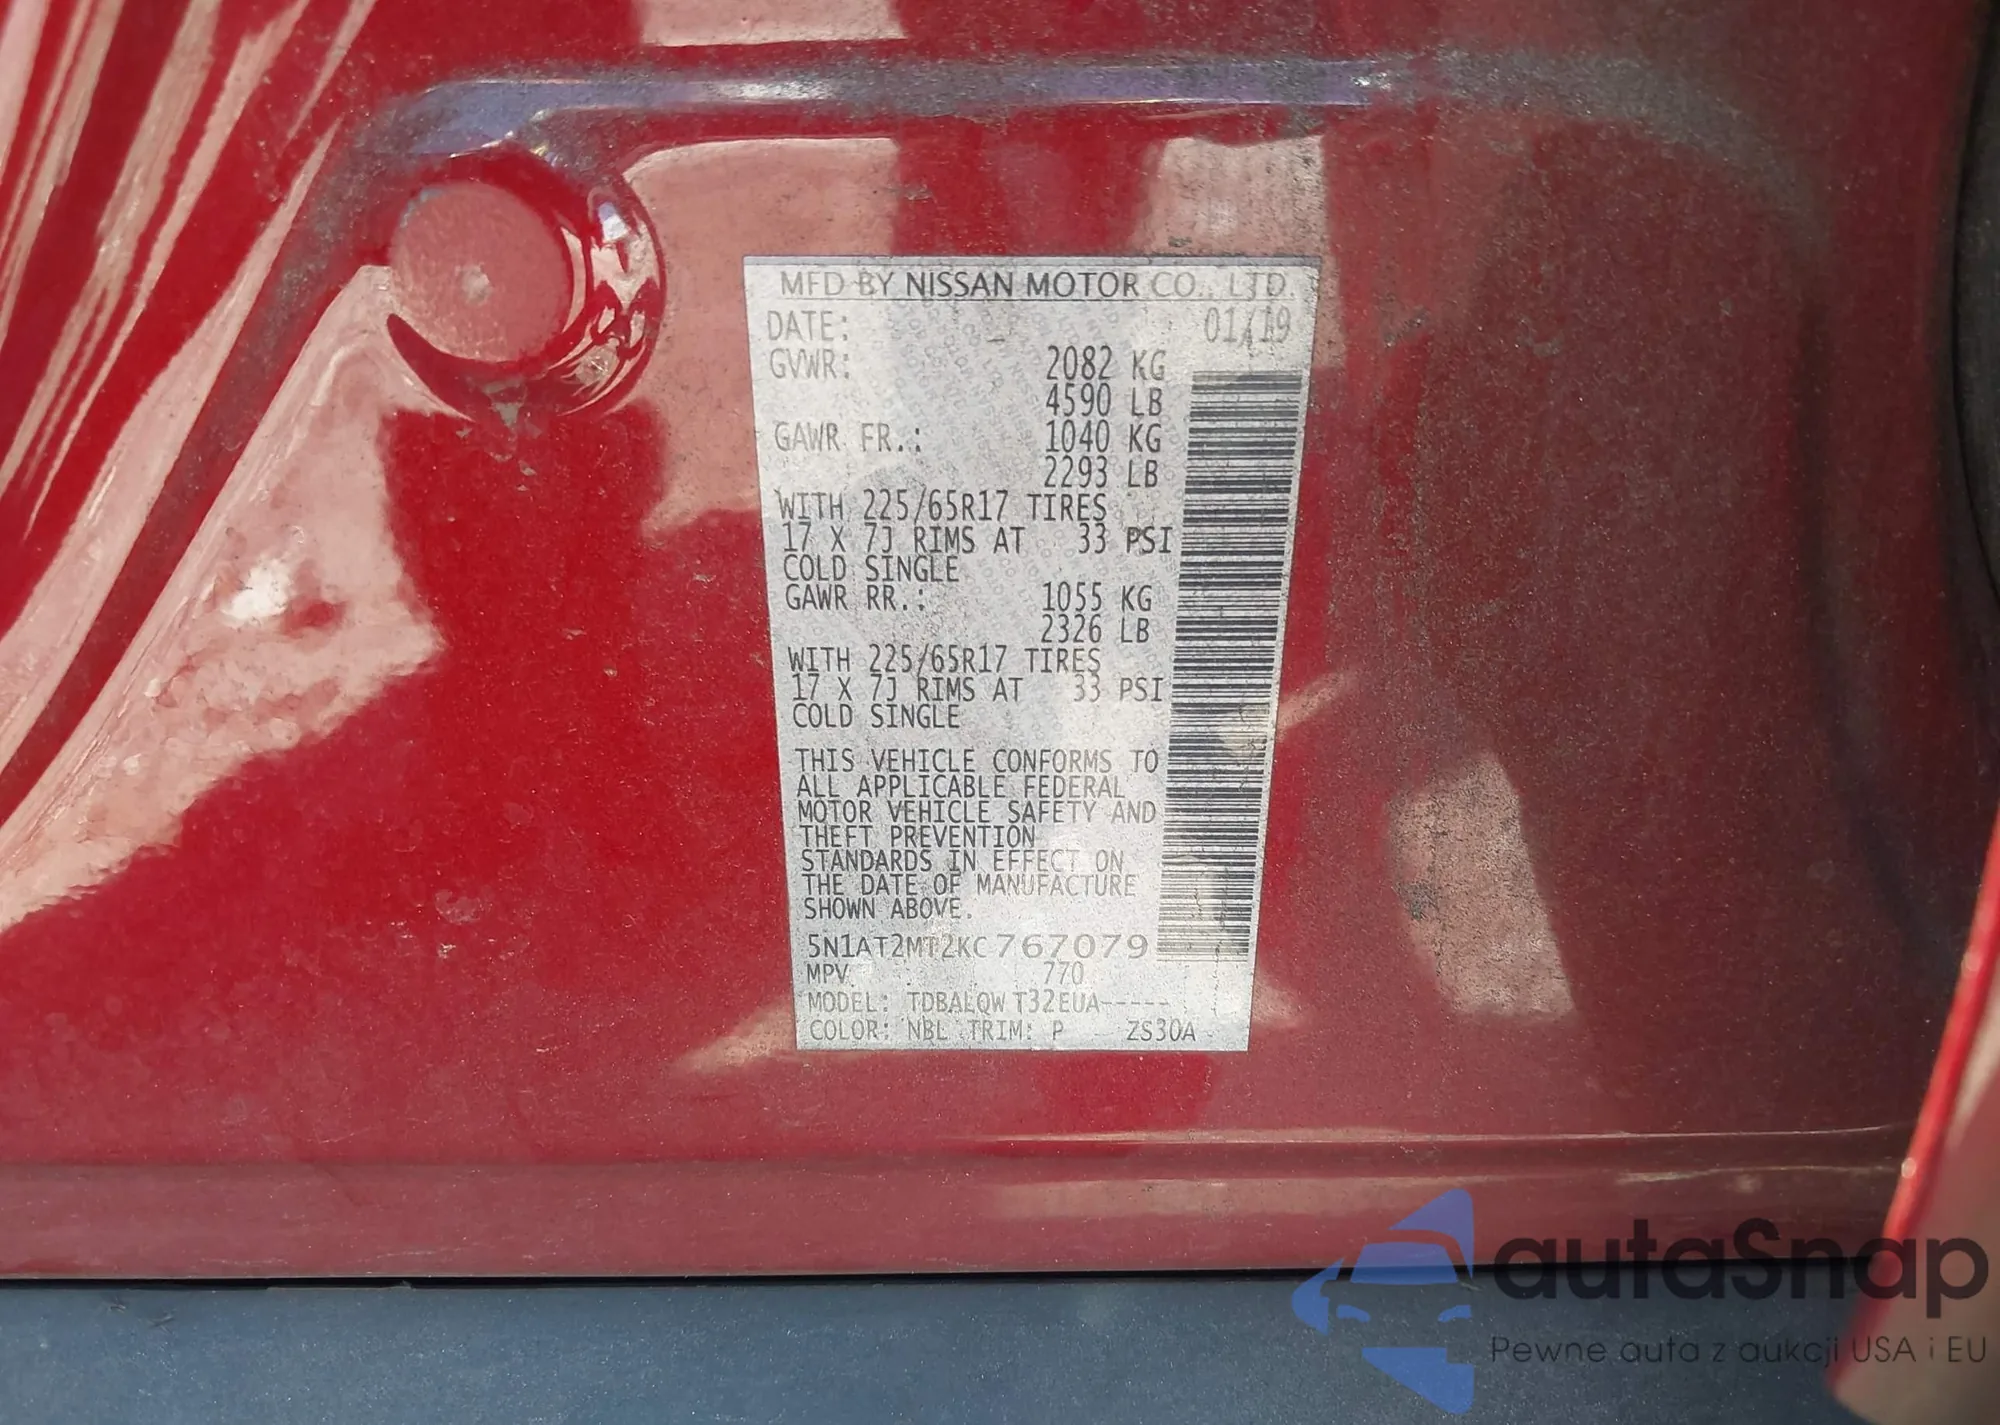 MFD BY NISSAN MOTOR CO., LTD.
DATE: 01/19
GVWR: 2082 KG
4590 LB
GAWR FR.: 1040 KG
2293 LB
WITH 225/65R17 TIRES
17 X 7J RIMS AT 33 PSI
COLD SINGLE
GAWR RR.: 1055 KG
2326 LB
WITH 225/65R17 TIRES
17 X 7J RIMS AT 33 PSI
COLD SINGLE
THIS VEHICLE CONFORMS TO
ALL APPLICABLE FEDERAL
MOTOR VEHICLE SAFETY AND
THEFT PREVENTION
STANDARDS IN EFFECT ON
THE DATE OF MANUFACTURE
SHOWN ABOVE.
5N1AT2MT2KC767079
MPV 770
MODEL: TDBALQW T32EUA-----
COLOR: NBL TRIM: P ZS30A
autaSnap
Pewne auta z aukcji USA i EU